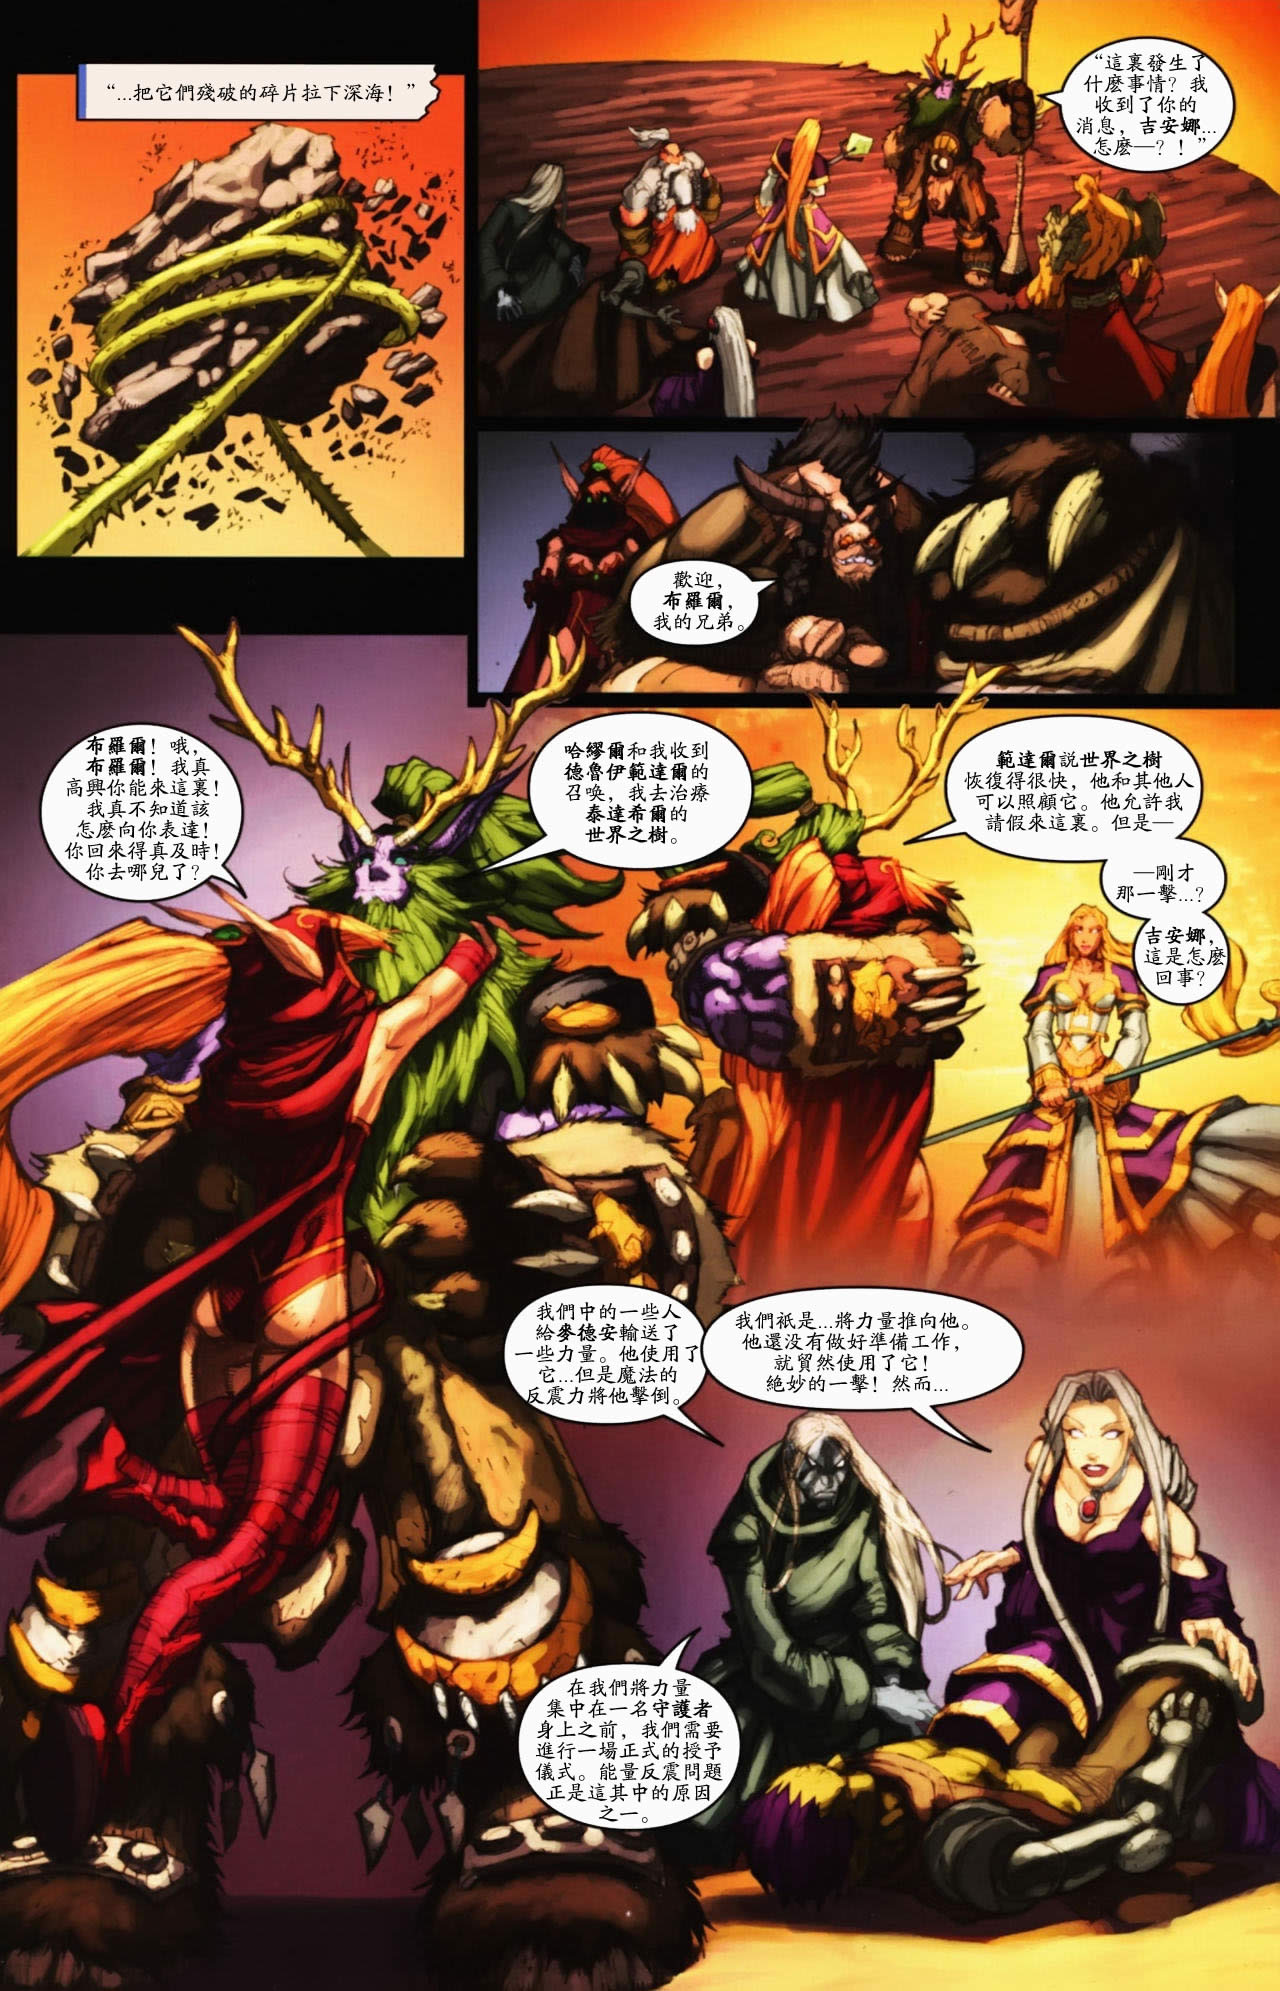 “…把它們殘破的碎片拉下深海！”
“這裏發生了
什麽事情？我
收到了你的
消息，吉安娜…
怎麽—？！”
歡迎，
布羅爾，
我的兄弟。
布羅爾！哦，
布羅爾！我真
高興你能來這裏！
我真不知道該
怎麽向你表達！
你回來得真及時！
你去哪兒了？
哈繆爾和我收到
德魯伊範達爾的
召喚，我去治療
泰達希爾的
世界之樹。
範達爾説世界之樹
恢復得很快，他和其他人
可以照顧它。他允許我
請假來這裏。但是—
—剛才
那一擊…？
吉安娜，
這是怎麽
回事？
我們中的一些人
給麥德安輸送了
一些力量。他使用了
它…但是魔法的
反震力將他擊倒。
我們衹是…將力量推向他。
他還没有做好準備工作，
就貿然使用了它！
絶妙的一擊！然而…
在我們將力量
集中在一名守護者
身上之前，我們需要
進行一場正式的授予
儀式。能量反震問題
正是這其中的原因
之一。